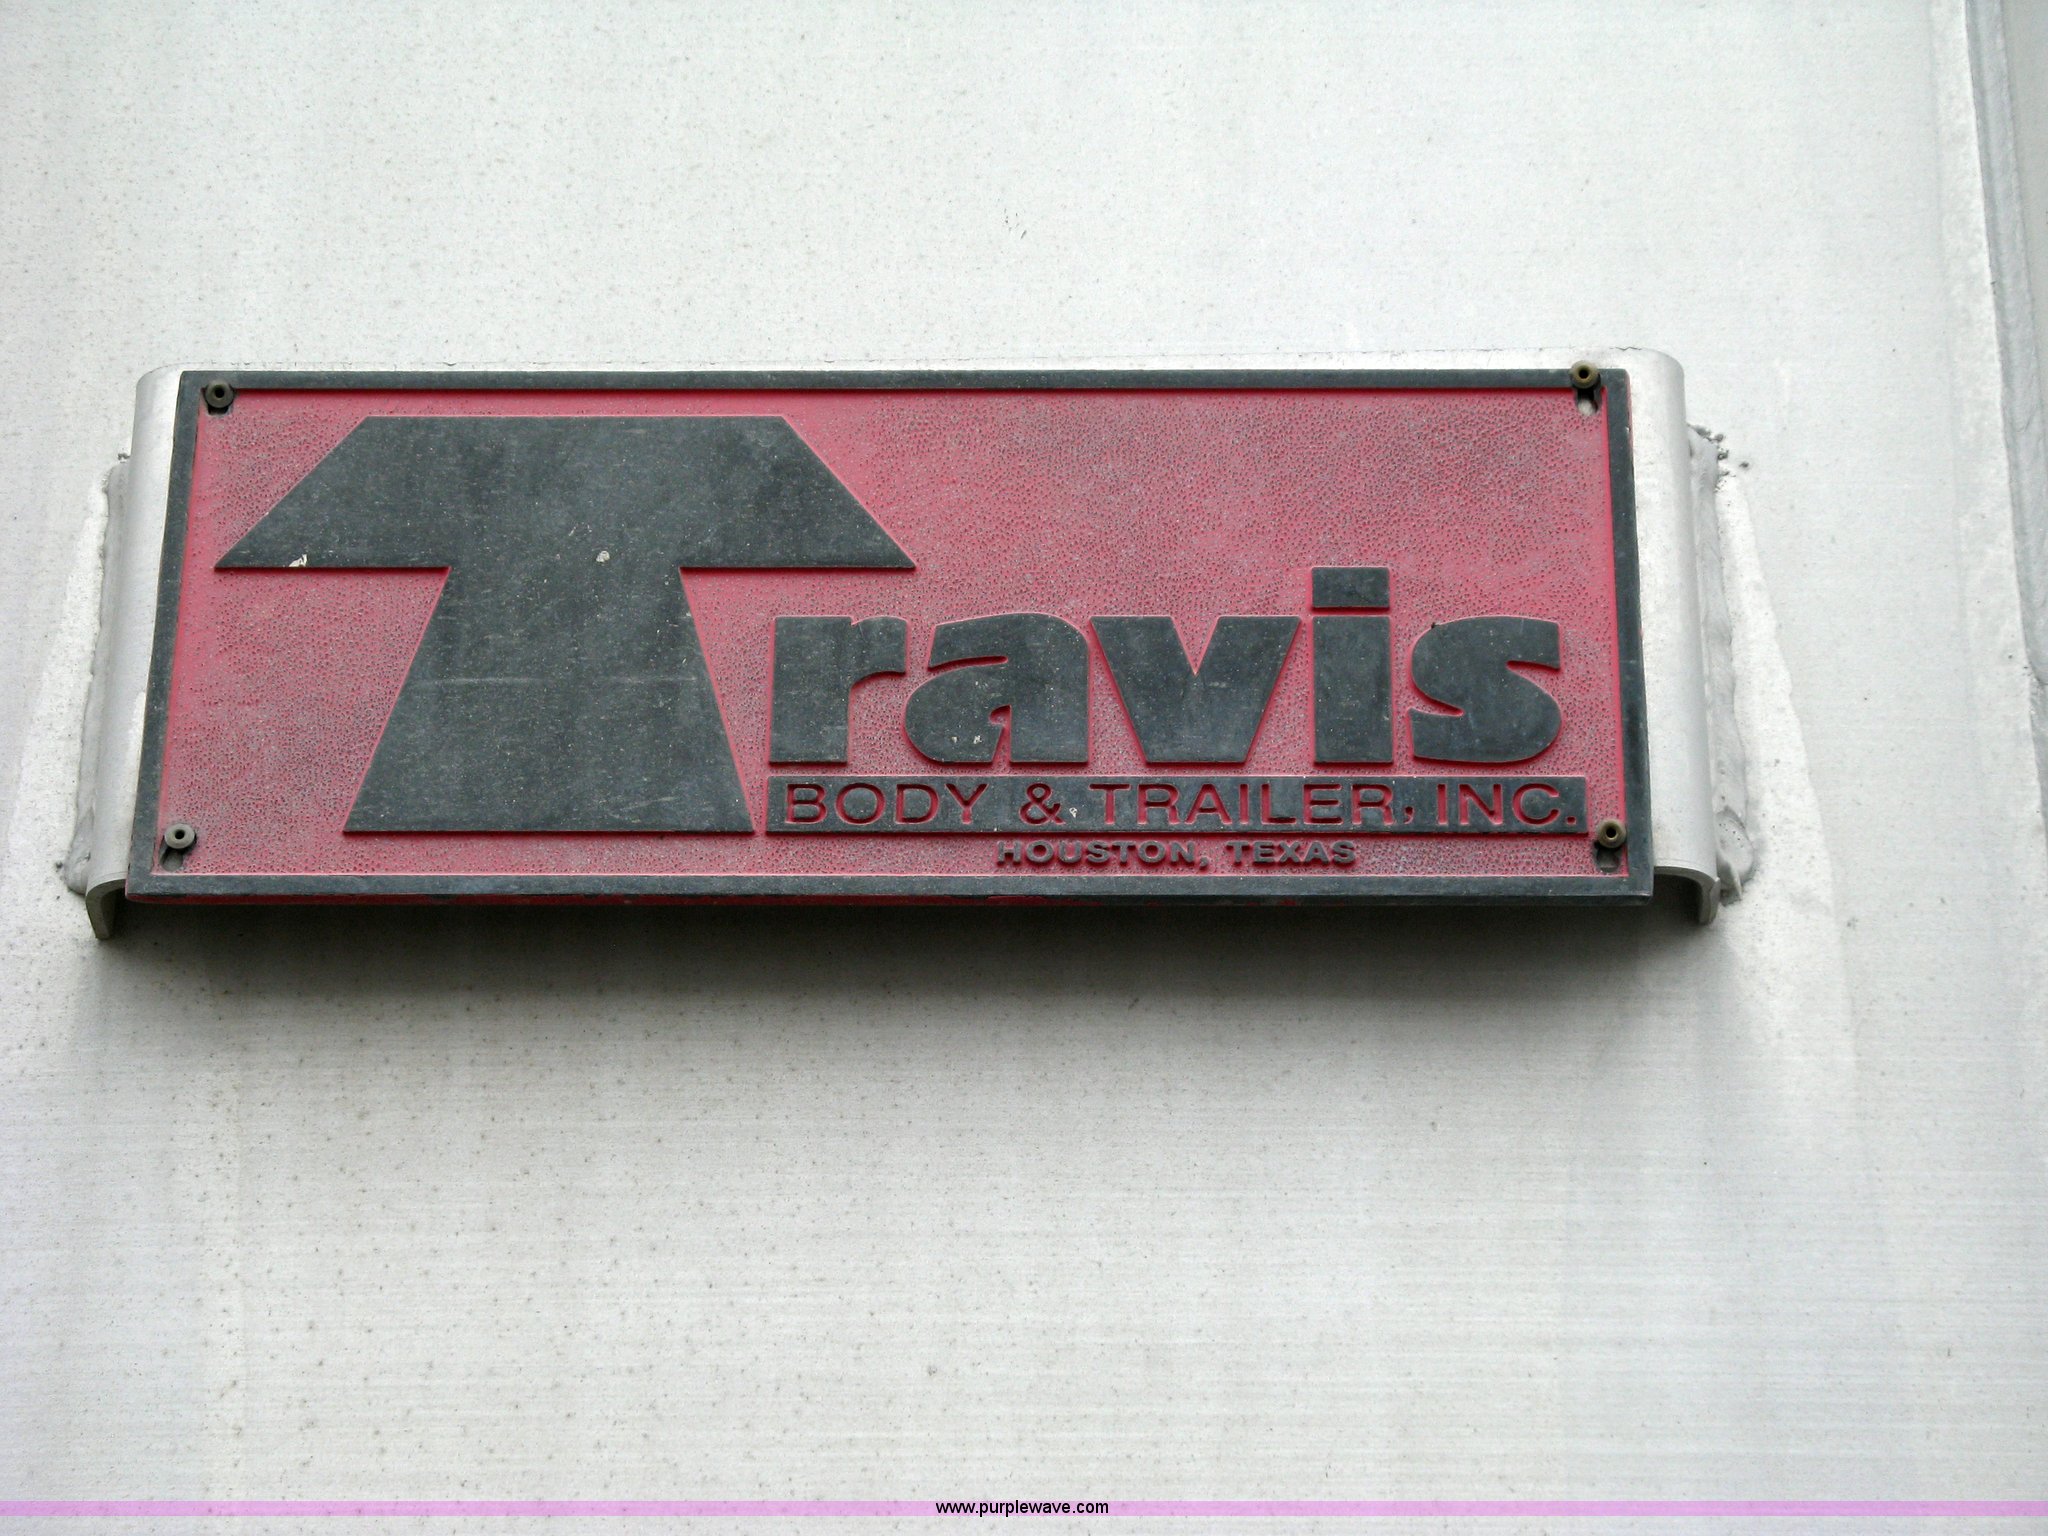 Travis
BODY & TRAILER, INC.
HOUSTON, TEXAS
www.purplewave.com